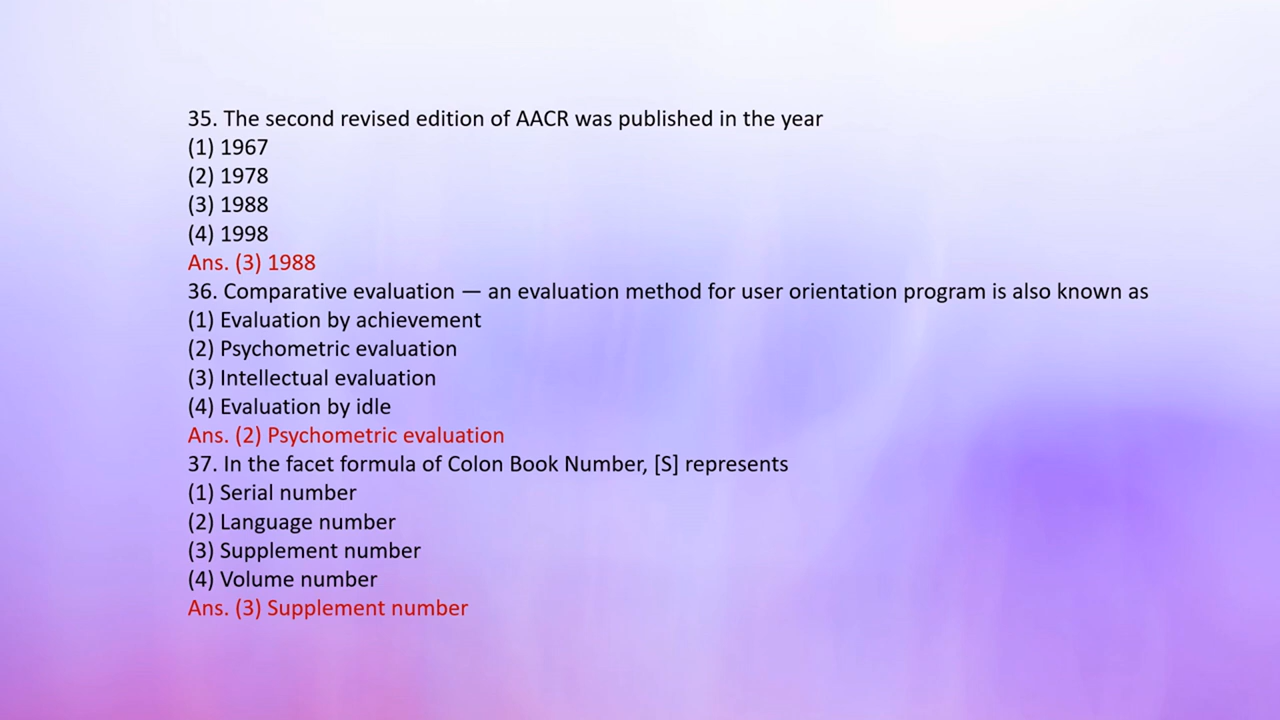 35. The second revised edition of AACR was published in the year
(1) 1967
(2) 1978
(3) 1988
(4) 1998
Ans. (3) 1988
36. Comparative evaluation — an evaluation method for user orientation program is also known as
(1) Evaluation by achievement
(2) Psychometric evaluation
(3) Intellectual evaluation
(4) Evaluation by idle
Ans. (2) Psychometric evaluation
37. In the facet formula of Colon Book Number, [S] represents
(1) Serial number
(2) Language number
(3) Supplement number
(4) Volume number
Ans. (3) Supplement number